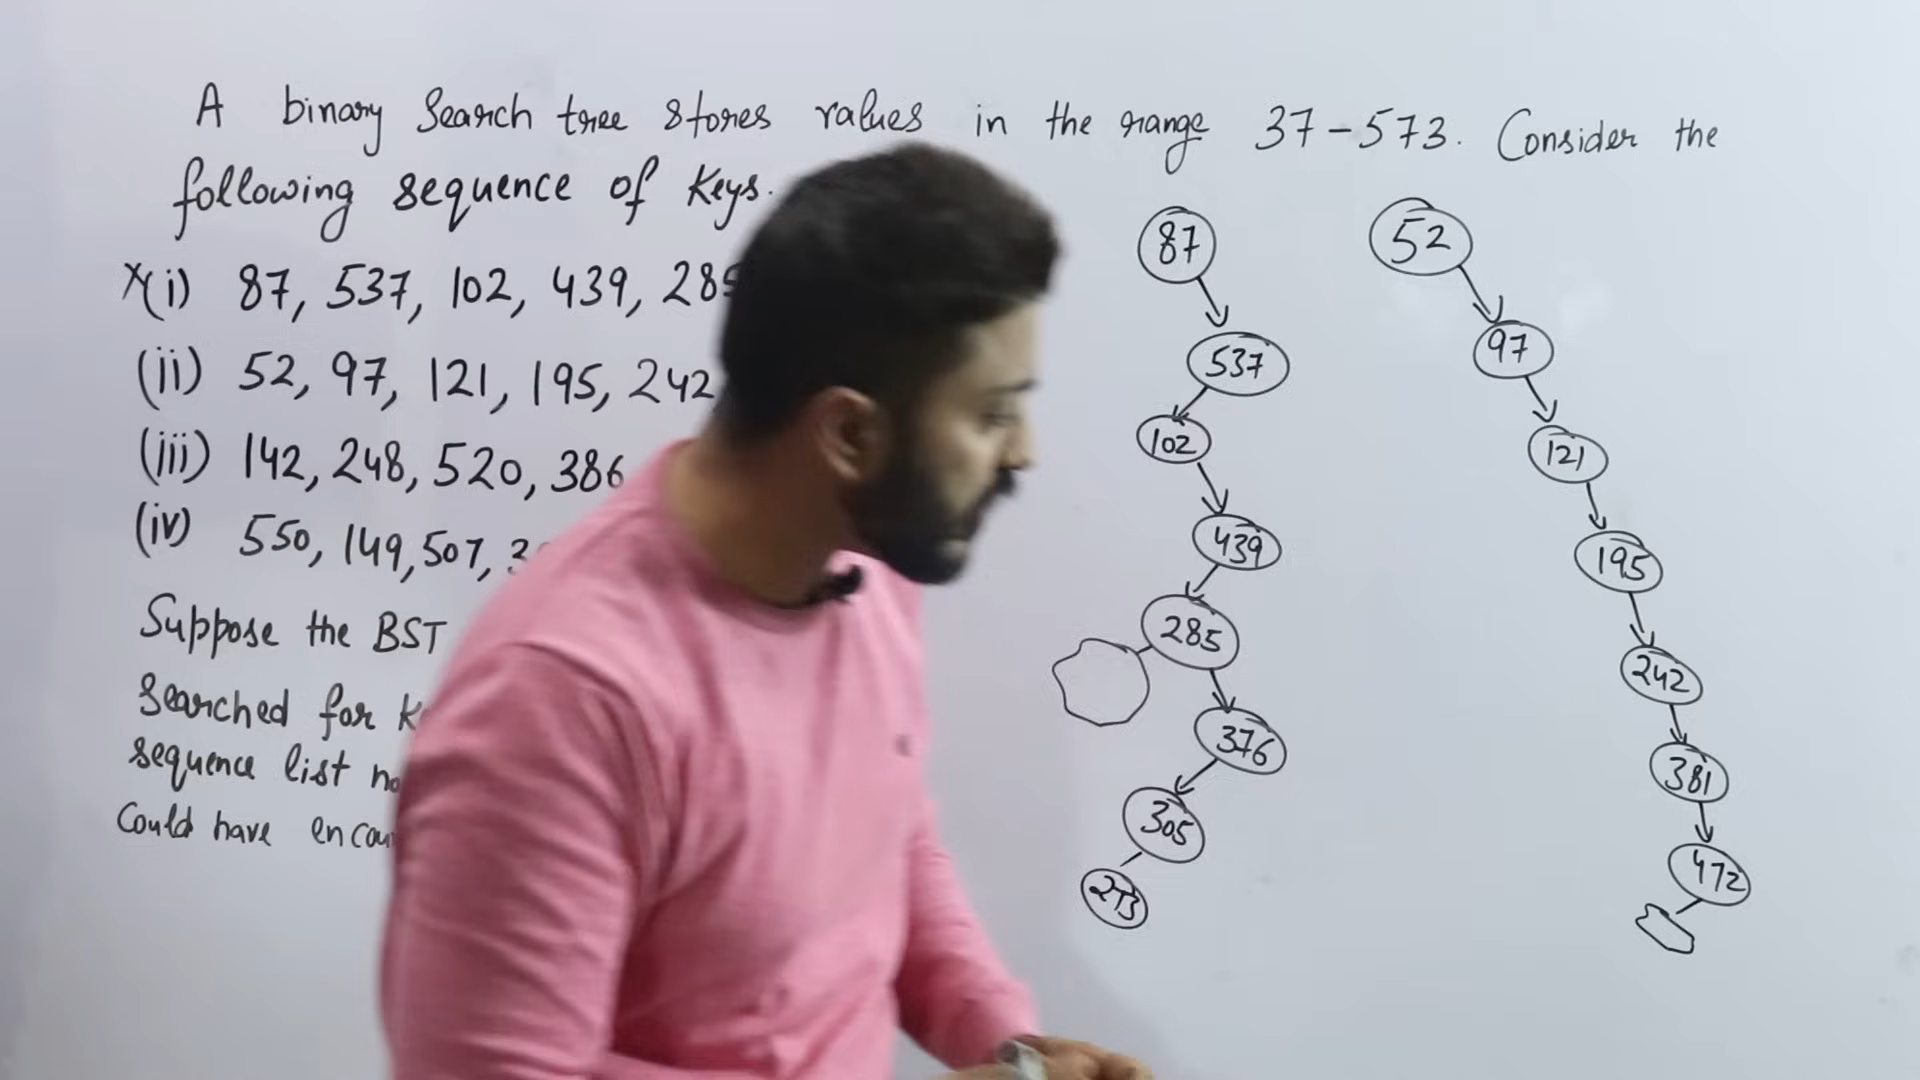 A binary Search tree stores values in the range 37-573. Consider the
following sequence of Keys.
x(i) 87, 537, 102, 439, 285
(ii) 52, 97, 121, 195, 242
(iii) 142, 248, 520, 386
(iv) 550, 149, 507,
Suppose the BST
Searched for
sequence list
Could have
87
537
102
439
285
376
305
273
52
97
121
195
242
381
472